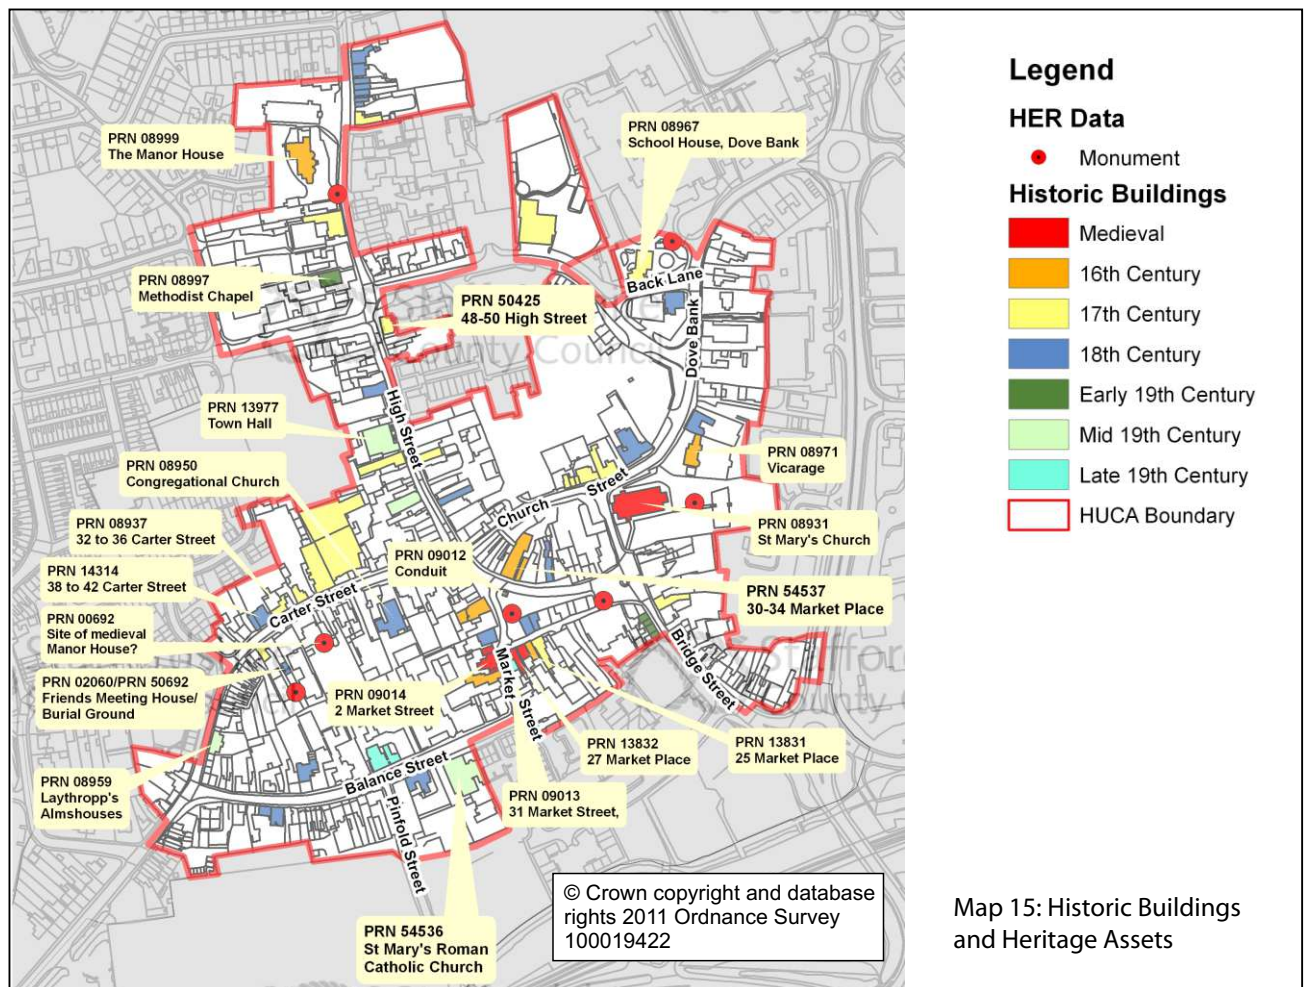 PRN 08999
The Manor House
PRN 08967
School House, Dove Bank
PRN 08997
Methodist Chapel
Back Lane
PRN 50425
48-50 High Street
Dove Bank
County Council
PRN 13977
Town Hall
High Street
PRN 08971
Vicarage
PRN 08950
Congregational Church
Church Street
PRN 08937
32 to 36 Carter Street
PRN 08931
St Mary's Church
PRN 09012
Conduit
PRN 14314
38 to 42 Carter Street
Carter Street
PRN 54537
30-34 Market Place
PRN 00692
Site of medieval
Manor House?
Bridge Street
Market Street
PRN 02060/PRN 50692
Friends Meeting House/
Burial Ground
PRN 09014
2 Market Street
PRN 13832
27 Market Place
PRN 13831
25 Market Place
Balance Street
PRN 08959
Laythropp's
Almshouses
PRN 09013
31 Market Street,
Pinfold Street
PRN 54536
St Mary's Roman
Catholic Church
© Crown copyright and database
rights 2011 Ordnance Survey
100019422
Legend
HER Data
Monument
Historic Buildings
Medieval
16th Century
17th Century
18th Century
Early 19th Century
Mid 19th Century
Late 19th Century
HUCA Boundary
Map 15: Historic Buildings
and Heritage Assets